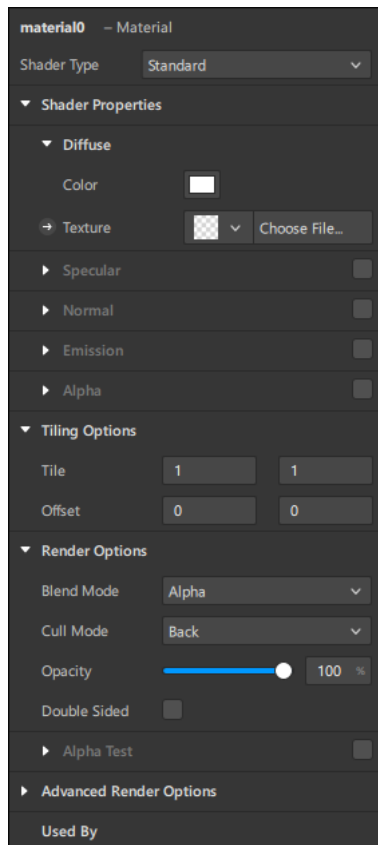 material0 – Material
Shader Type Standard
Shader Properties
Diffuse
Color
Texture Choose File...
Specular
Normal
Emission
Alpha
Tiling Options
Tile 1 1
Offset 0 0
Render Options
Blend Mode Alpha
Cull Mode Back
Opacity 100 %
Double Sided
Alpha Test
Advanced Render Options
Used By